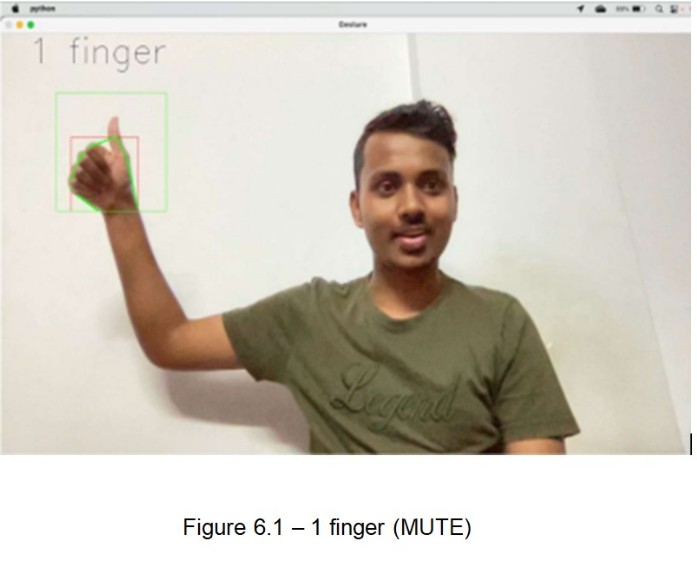 python
Gesture
1 finger
Legend
Figure 6.1 – 1 finger (MUTE)